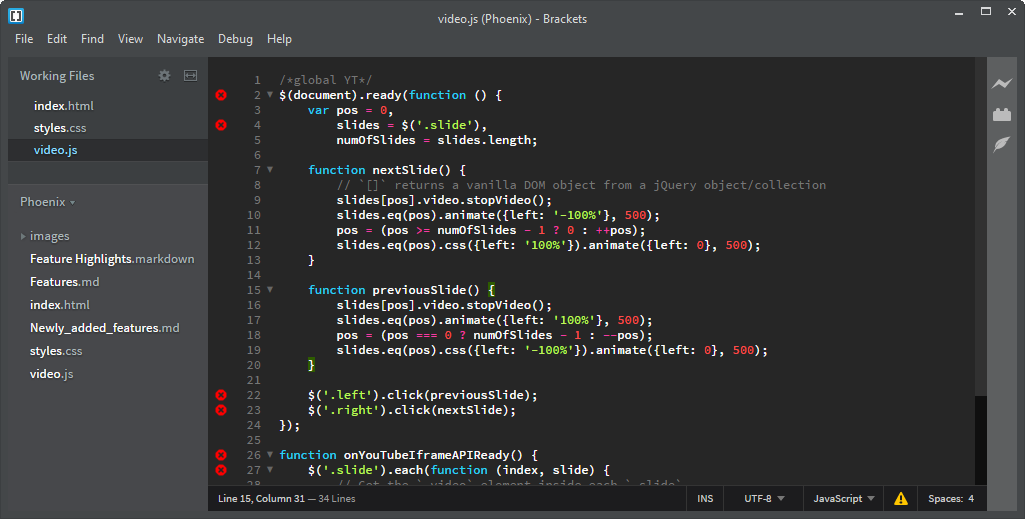 video.js (Phoenix) - Brackets
File Edit Find View Navigate Debug Help
Working Files
index.html
styles.css
video.js
Phoenix
images
Feature Highlights.markdown
Features.md
index.html
Newly_added_features.md
styles.css
video.js
1 /*global YT*/
2 $(document).ready(function () {
3     var pos = 0,
4         slides = $('.slide'),
5         numOfSlides = slides.length;
6
7     function nextSlide() {
8         // `[]` returns a vanilla DOM object from a jQuery object/collection
9         slides[pos].video.stopVideo();
10         slides.eq(pos).animate({left: '-100%'}, 500);
11         pos = (pos >= numOfSlides - 1 ? 0 : ++pos);
12         slides.eq(pos).css({left: '100%'}).animate({left: 0}, 500);
13     }
14
15     function previousSlide() {
16         slides[pos].video.stopVideo();
17         slides.eq(pos).animate({left: '100%'}, 500);
18         pos = (pos === 0 ? numOfSlides - 1 : --pos);
19         slides.eq(pos).css({left: '-100%'}).animate({left: 0}, 500);
20     }
21
22     $('.left').click(previousSlide);
23     $('.right').click(nextSlide);
24 });
25
26 function onYouTubeIframeAPIReady() {
27     $('.slide').each(function (index, slide) {
28         // Get the `.video` element inside each `.slide`
Line 15, Column 31 — 34 Lines
INS UTF-8 JavaScript Spaces: 4